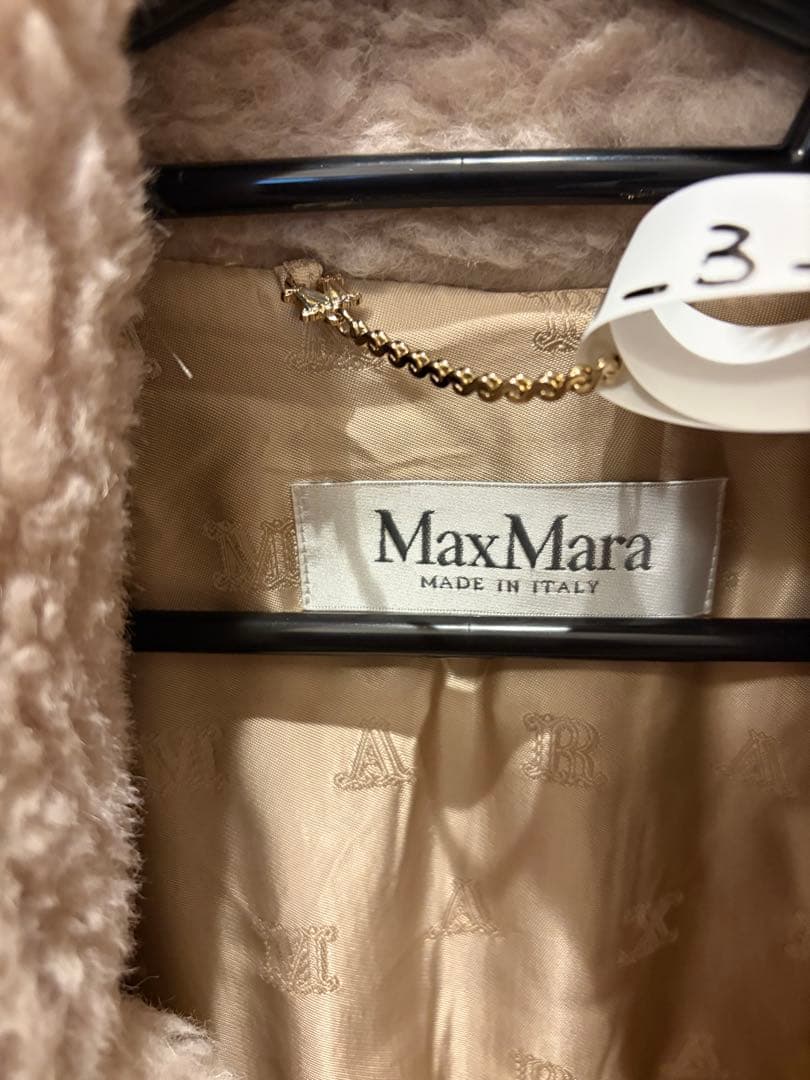 - 3 -
MaxMara
MADE IN ITALY
M A R A
M A X